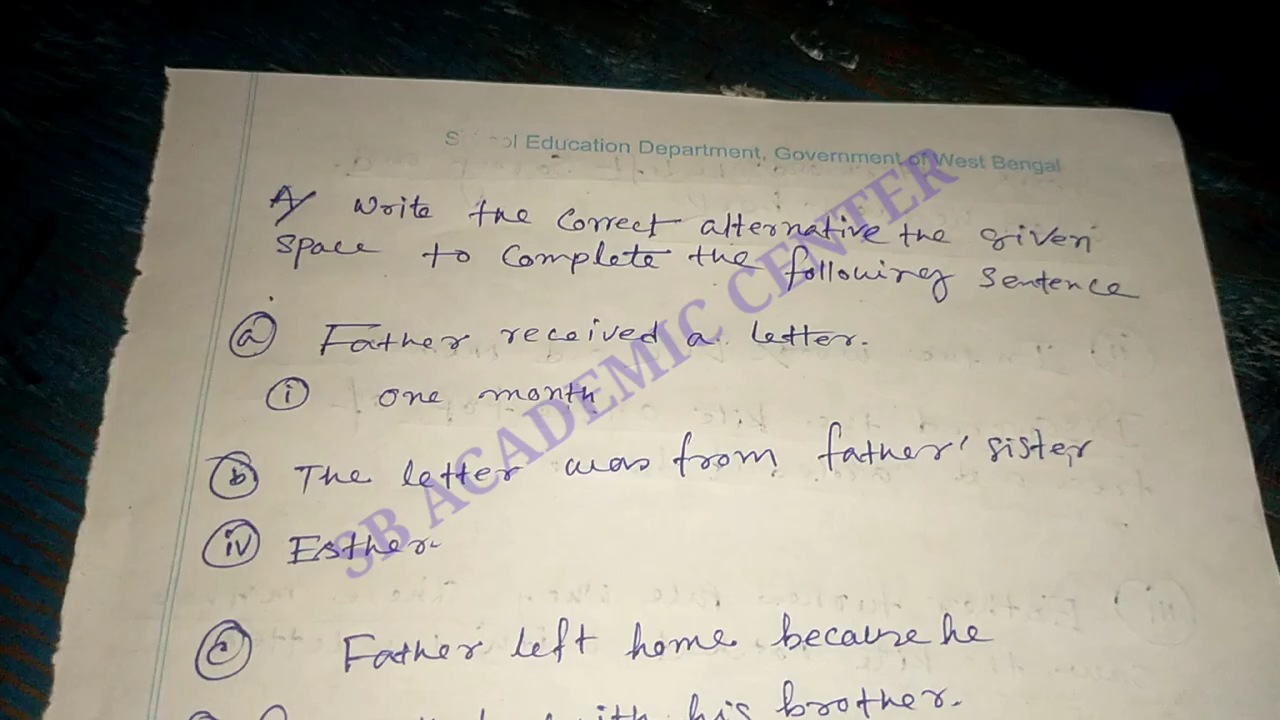 Education Department, Government of West Bengal
A/ Write the correct alternative the given
space to complete the following sentence
(a) Father received a letter.
(i) one month
(b) The letter was from father' sister
(iv) Esther.
(c) Father left home because he
with his brother.
3B ACADEMIC CENTER